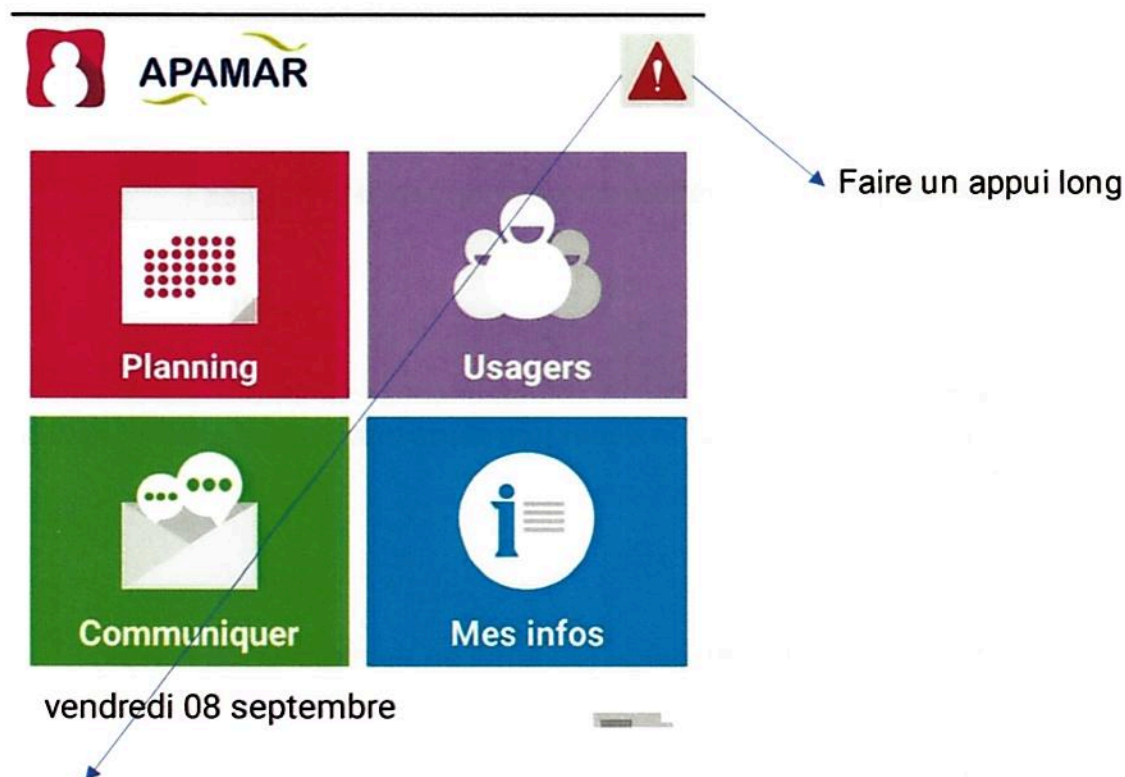 APAMAR
Faire un appui long
Planning
Usagers
Communiquer
Mes infos
vendredi 08 septembre